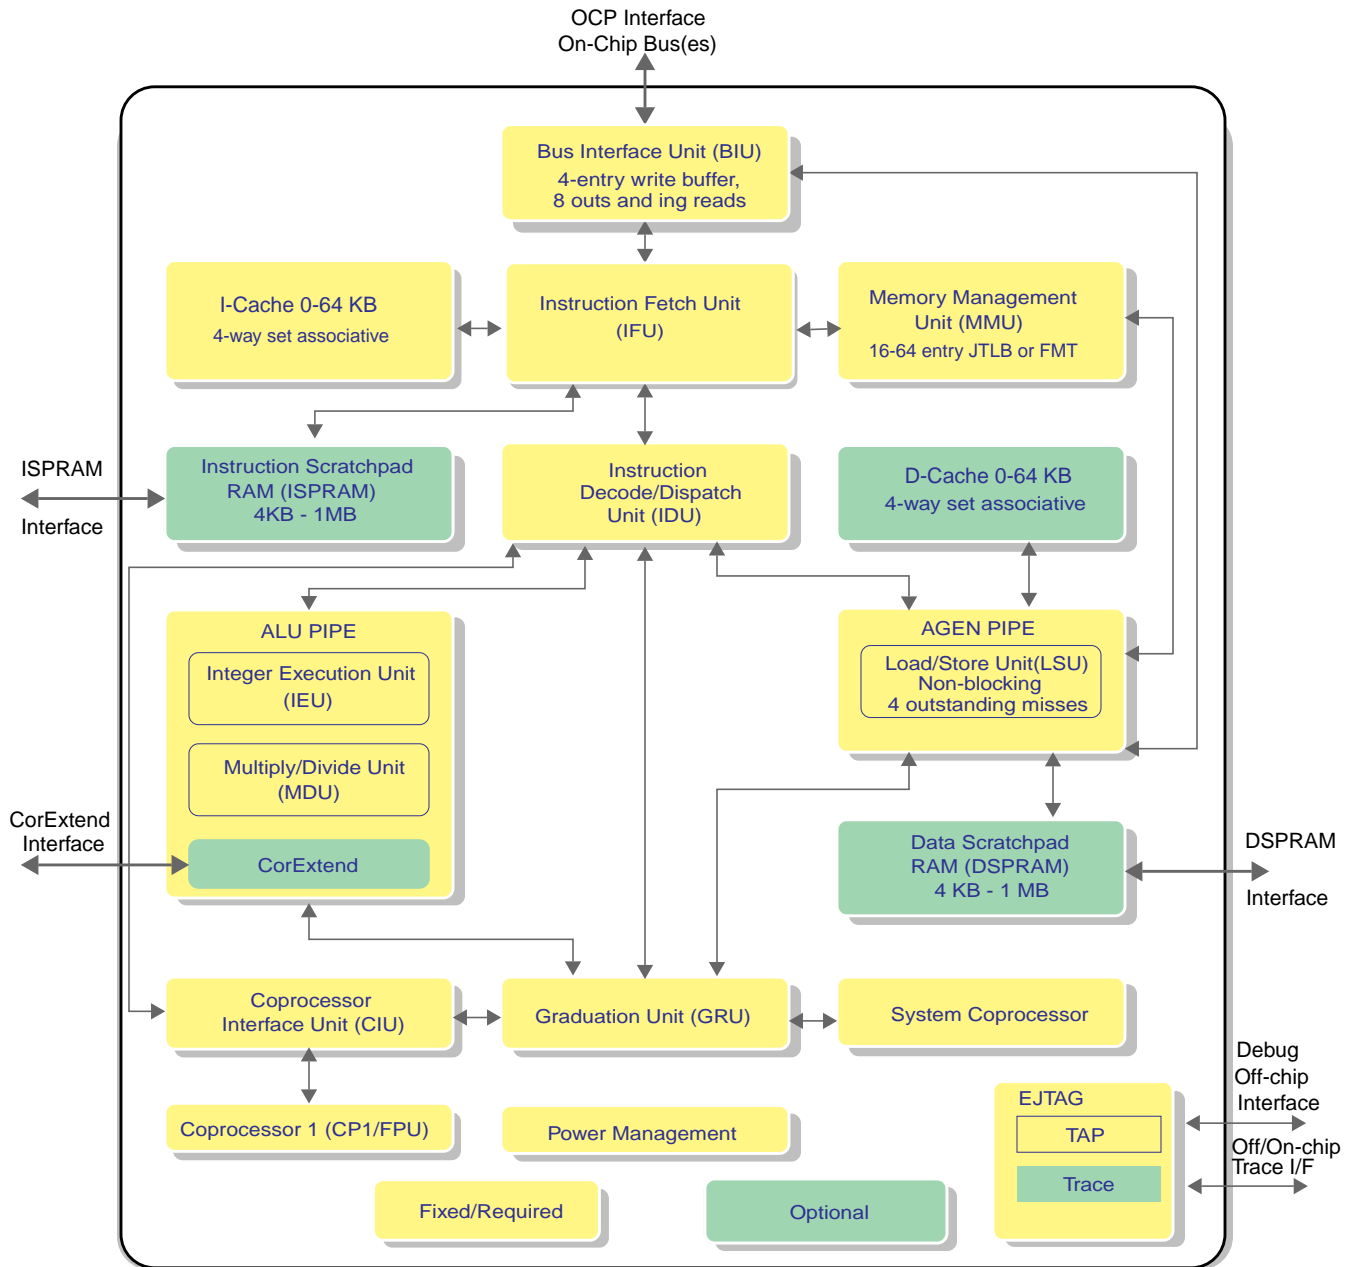 OCP Interface
On-Chip Bus(es)
Bus Interface Unit (BIU)
4-entry write buffer,
8 outs and ing reads
I-Cache 0-64 KB
4-way set associative
Instruction Fetch Unit
(IFU)
Memory Management
Unit (MMU)
16-64 entry JTLB or FMT
ISPRAM
Interface
Instruction Scratchpad
RAM (ISPRAM)
4KB - 1MB
Instruction
Decode/Dispatch
Unit (IDU)
D-Cache 0-64 KB
4-way set associative
ALU PIPE
Integer Execution Unit
(IEU)
Multiply/Divide Unit
(MDU)
CorExtend
AGEN PIPE
Load/Store Unit(LSU)
Non-blocking
4 outstanding misses
CorExtend
Interface
Data Scratchpad
RAM (DSPRAM)
4 KB - 1 MB
DSPRAM
Interface
Coprocessor
Interface Unit (CIU)
Graduation Unit (GRU)
System Coprocessor
Coprocessor 1 (CP1/FPU)
Power Management
EJTAG
TAP
Trace
Debug
Off-chip
Interface
Off/On-chip
Trace I/F
Fixed/Required
Optional